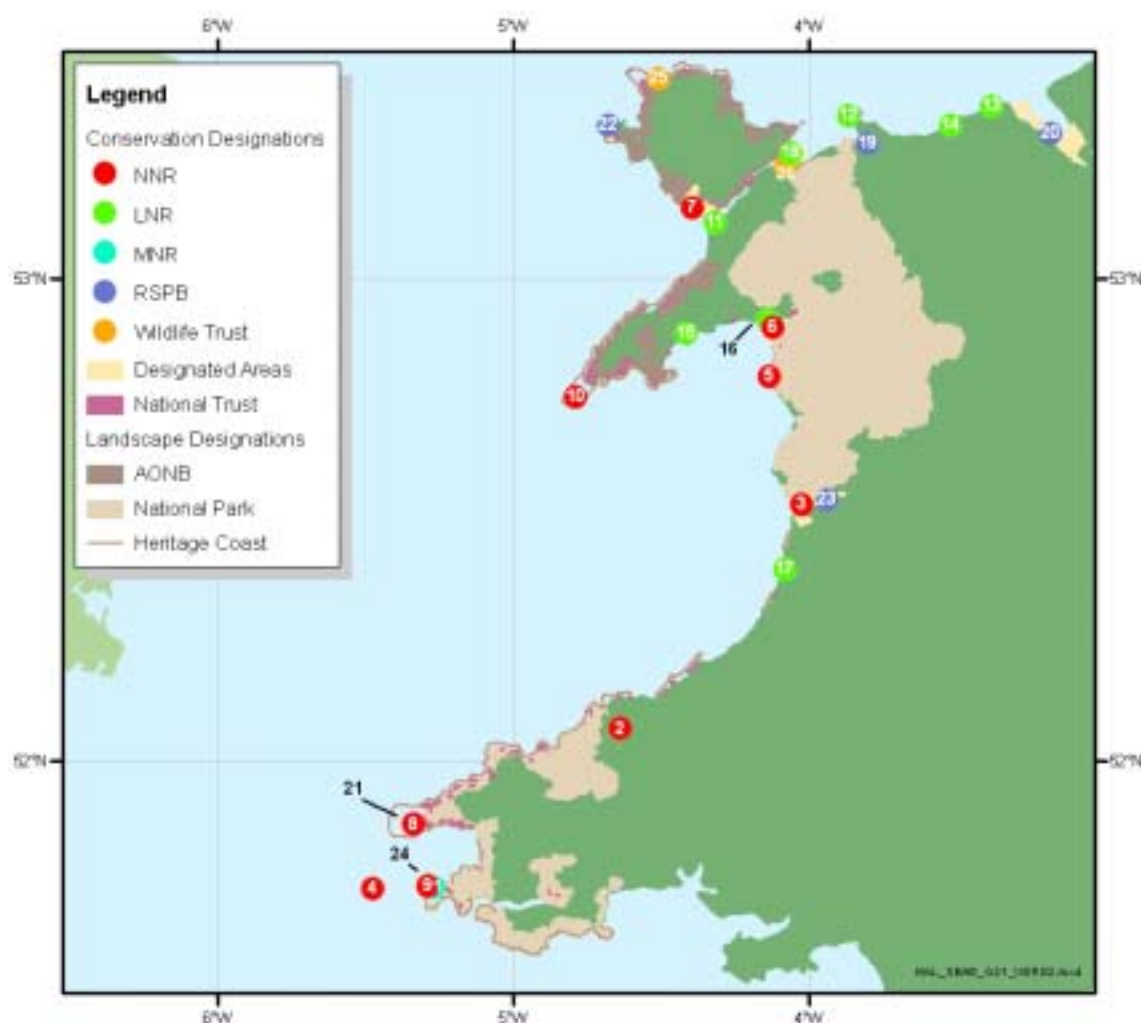 6°W 5°W 4°W
Legend
Conservation Designations
NNR
LNR
MNR
RSPB
Wildlife Trust
Designated Areas
National Trust
Landscape Designations
AONB
National Park
Heritage Coast
25
22
12
13
14
19
20
15
7
11
53°N 53°N
18
6
16
5
10
3
23
17
2
52°N 52°N
21
8
24
9
4
6°W 5°W 4°W